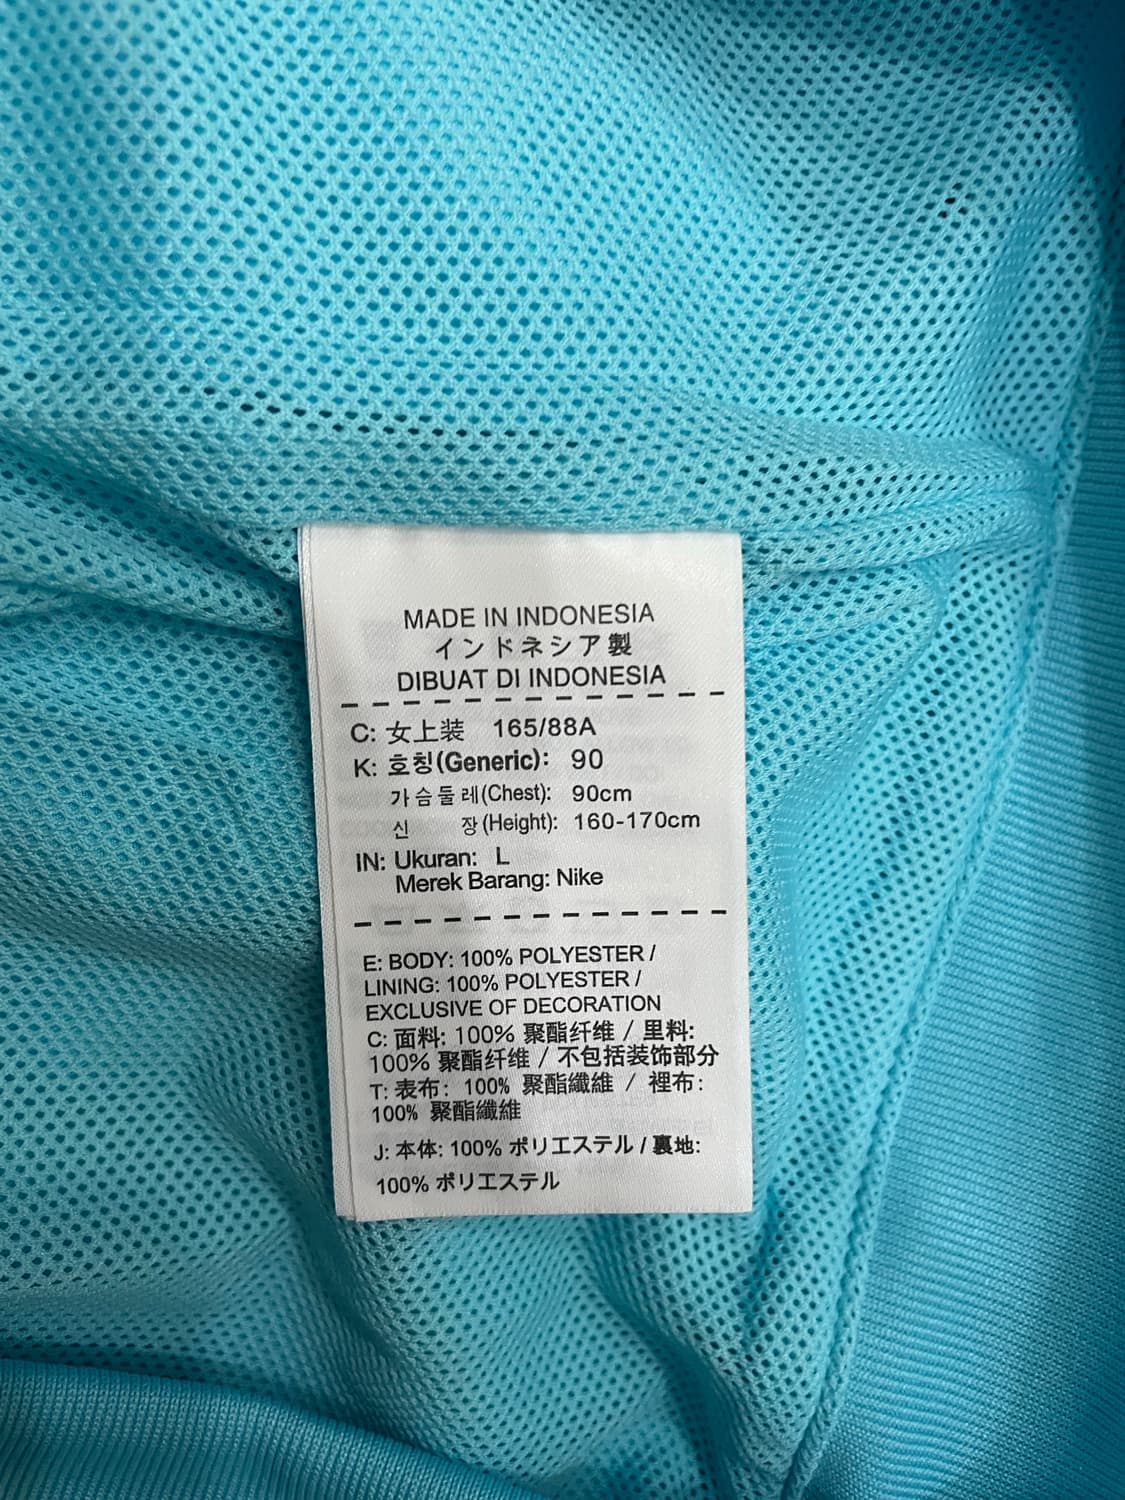 MADE IN INDONESIA
インドネシア製
DIBUAT DI INDONESIA
C: 女上装 165/88A
K: 호칭(Generic): 90
가슴둘레(Chest): 90cm
신 장(Height): 160-170cm
IN: Ukuran: L
Merek Barang: Nike
E: BODY: 100% POLYESTER /
LINING: 100% POLYESTER /
EXCLUSIVE OF DECORATION
C: 面料: 100% 聚酯纤维 / 里料:
100% 聚酯纤维 / 不包括装饰部分
T: 表布: 100% 聚酯纖維 / 裡布:
100% 聚酯纖維
J: 本体: 100% ポリエステル / 裏地:
100% ポリエステル